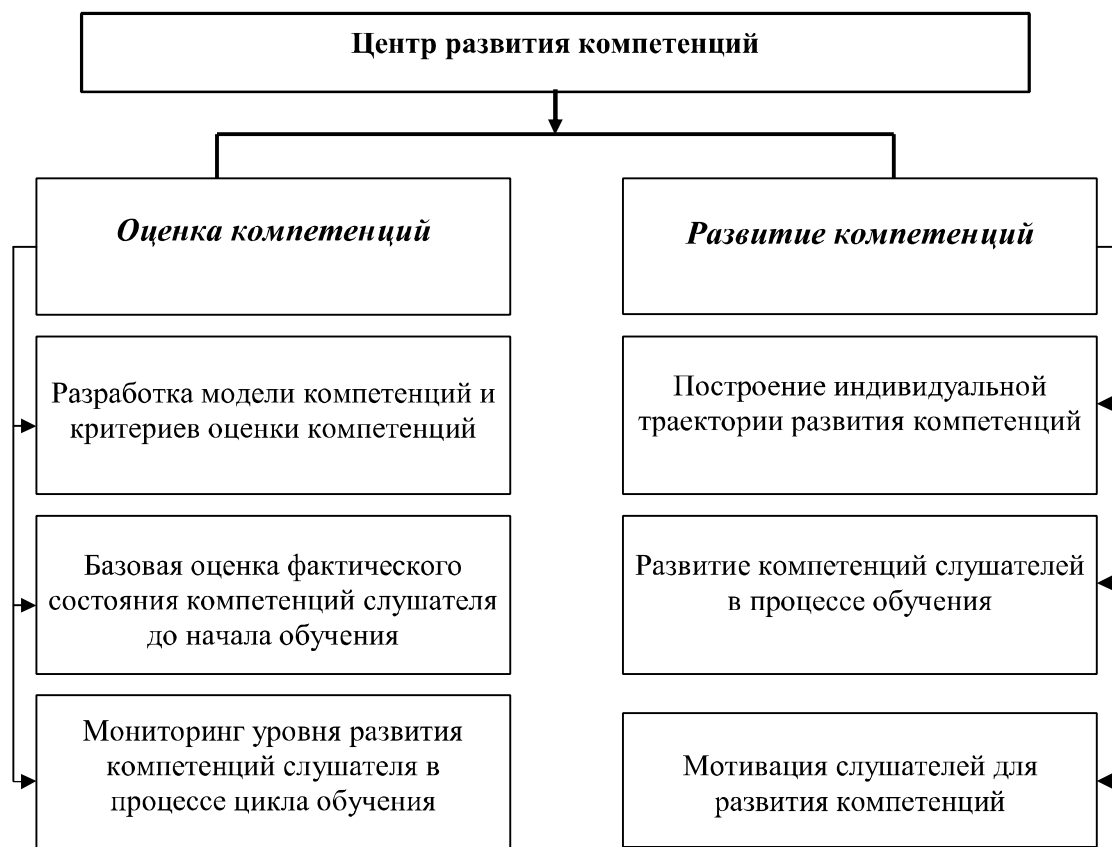 Центр развития компетенций
Оценка компетенций
Развитие компетенций
Разработка модели компетенций и
критериев оценки компетенций
Построение индивидуальной
траектории развития компетенций
Базовая оценка фактического
состояния компетенций слушателя
до начала обучения
Развитие компетенций слушателей
в процессе обучения
Мониторинг уровня развития
компетенций слушателя в
процессе цикла обучения
Мотивация слушателей для
развития компетенций